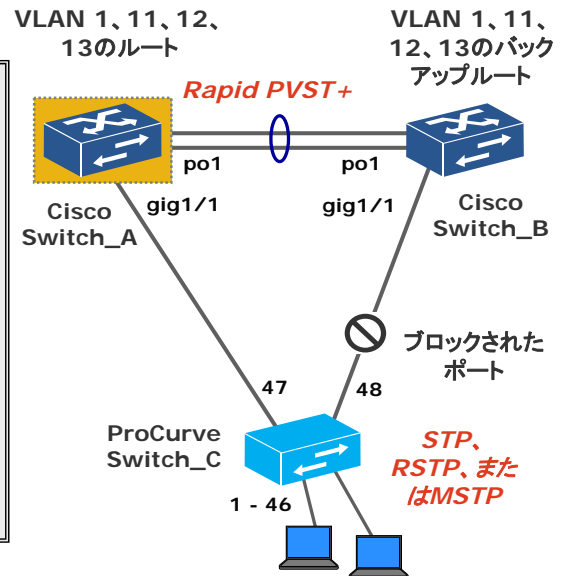 VLAN 1、11、12、
13のルート
VLAN 1、11、
12、13のバック
アップルート
Rapid PVST+
po1
po1
gig1/1
gig1/1
Cisco
Switch_A
Cisco
Switch_B
ブロックされた
ポート
47
48
ProCurve
Switch_C
STP、
RSTP、また
はMSTP
1 - 46